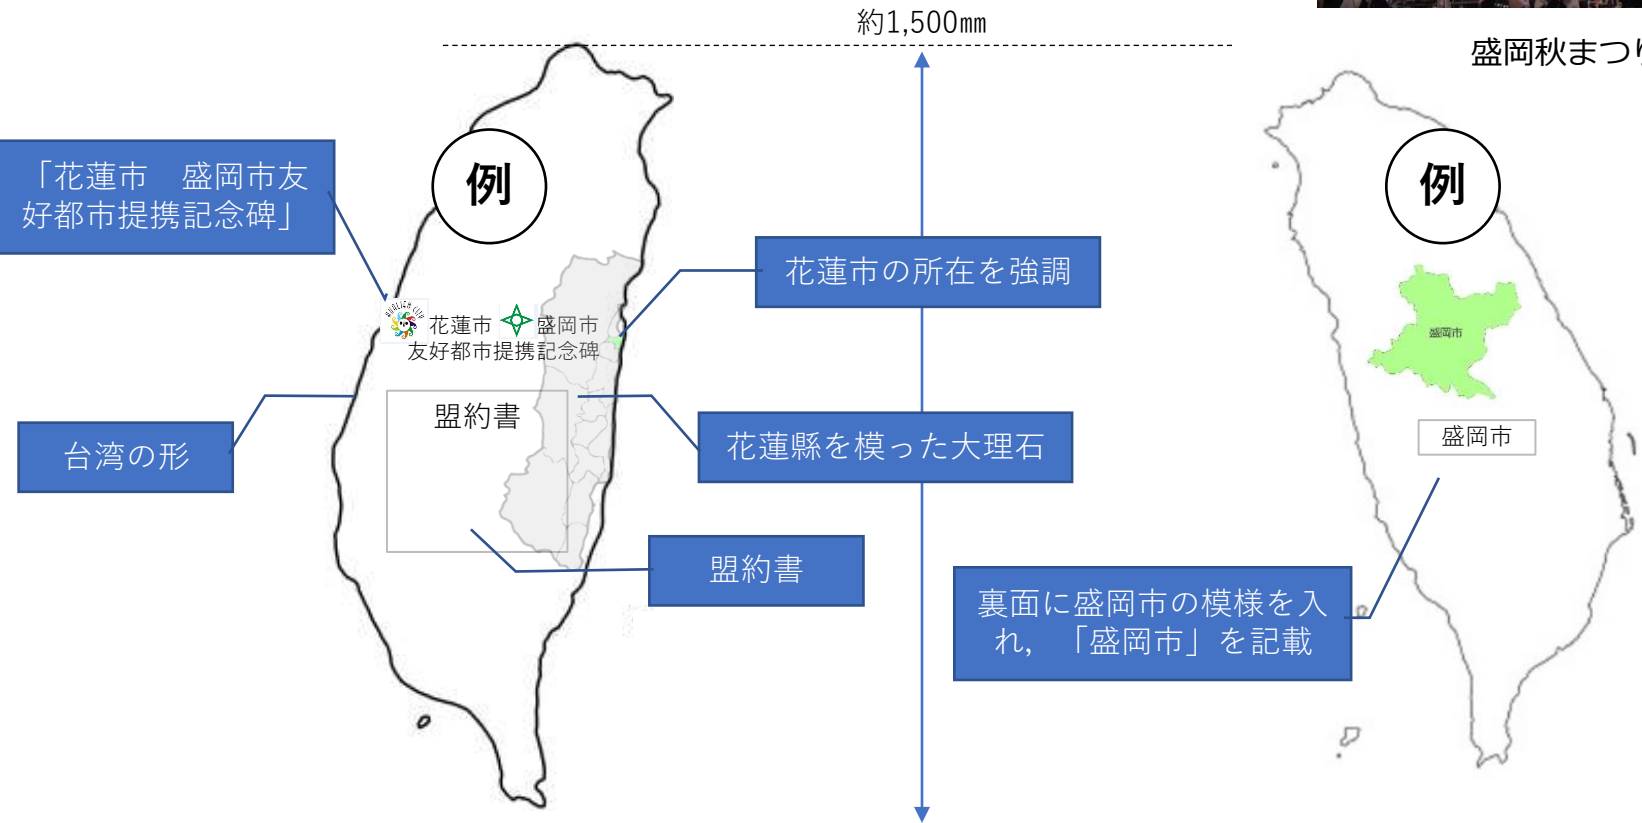 約1,500㎜
盛岡秋まつり
例
例
「花蓮市　盛岡市友
好都市提携記念碑」
花蓮市の所在を強調
HUALIEN CITY
花蓮市 盛岡市
友好都市提携記念碑
盛岡市
盟約書
花蓮縣を模った大理石
台湾の形
盛岡市
盟約書
裏面に盛岡市の模様を入
れ，「盛岡市」を記載